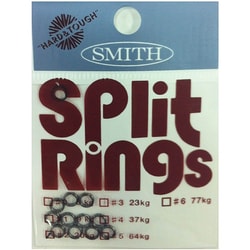 "HARD & TOUGH"
SMITH
Split
Rings
#3 23kg
#6 77kg
#4 37kg
#5 64kg